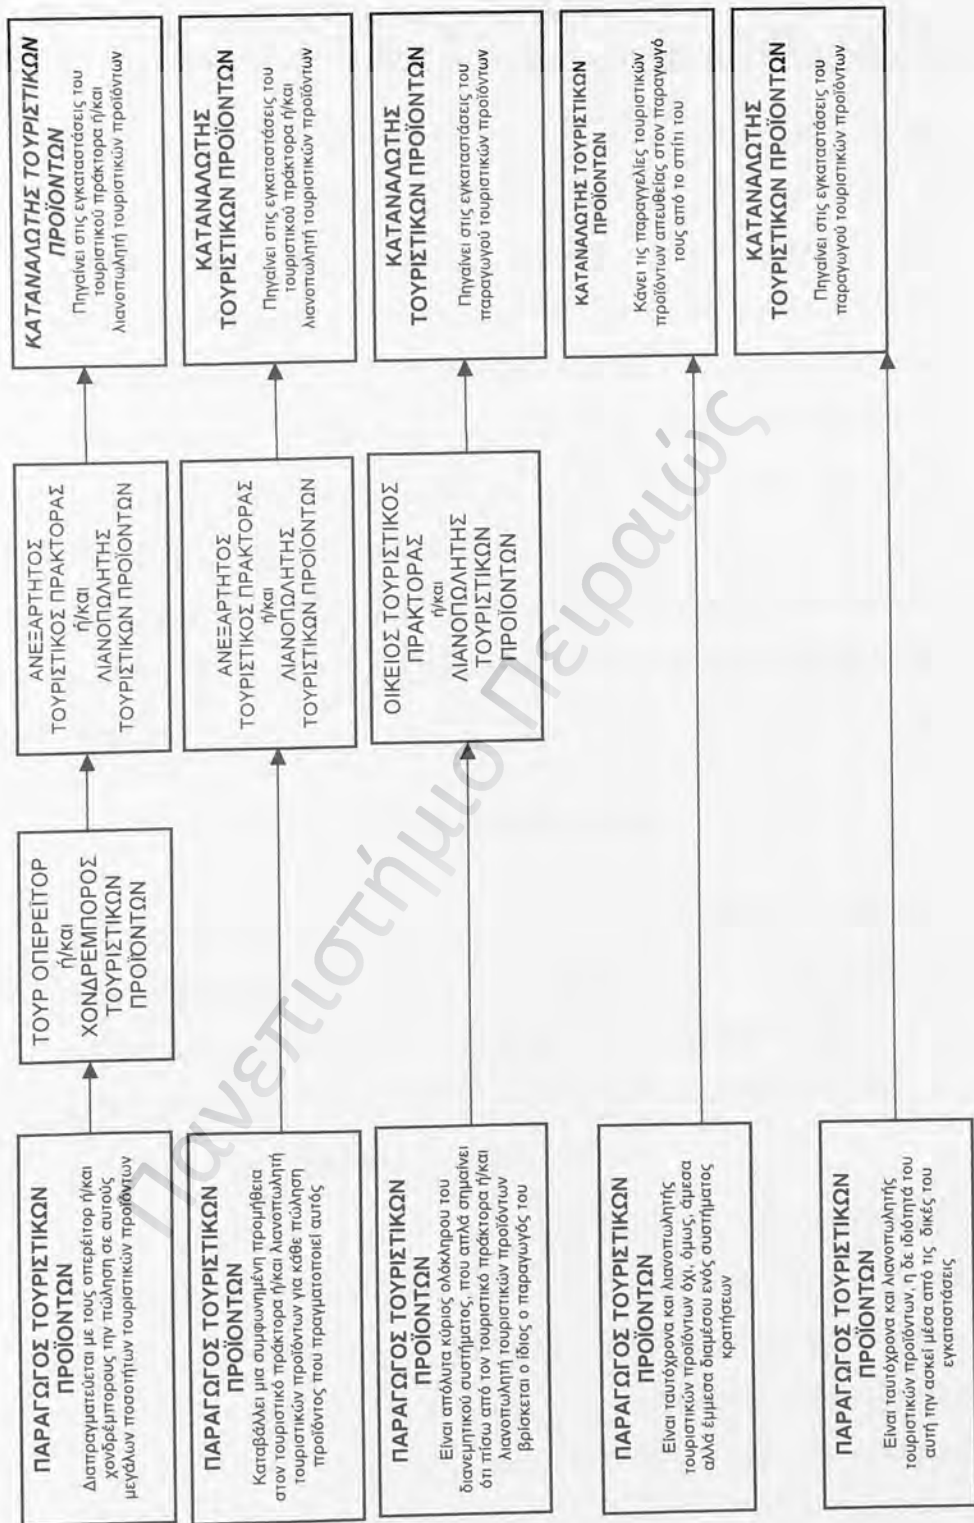 ΠΑΡΑΓΩΓΟΣ ΤΟΥΡΙΣΤΙΚΩΝ
ΠΡΟΪΟΝΤΩΝ
Διαπραγματεύεται με τους οπερέιτορ ή/και
χονδρέμπορους την πώληση σε αυτούς
μεγάλων ποσοτήτων τουριστικών προϊόντων
ΤΟΥΡ ΟΠΕΡΕΪΤΟΡ
ή/και
ΧΟΝΔΡΕΜΠΟΡΟΣ
ΤΟΥΡΙΣΤΙΚΩΝ
ΠΡΟΪΟΝΤΩΝ
ΑΝΕΞΑΡΤΗΤΟΣ
ΤΟΥΡΙΣΤΙΚΟΣ ΠΡΑΚΤΟΡΑΣ
ή/και
ΛΙΑΝΟΠΩΛΗΤΗΣ
ΤΟΥΡΙΣΤΙΚΩΝ ΠΡΟΪΟΝΤΩΝ
ΚΑΤΑΝΑΛΩΤΗΣ ΤΟΥΡΙΣΤΙΚΩΝ
ΠΡΟΪΟΝΤΩΝ
Πηγαίνει στις εγκαταστάσεις του
τουριστικού πράκτορα ή/και
λιανοπωλητή τουριστικών προϊόντων
ΠΑΡΑΓΩΓΟΣ ΤΟΥΡΙΣΤΙΚΩΝ
ΠΡΟΪΟΝΤΩΝ
Καταβάλλει μια συμφωνημένη προμήθεια
στον τουριστικό πράκτορα ή/και λιανοπωλητή
τουριστικών προϊόντων για κάθε πώληση
προϊόντος που πραγματοποιεί αυτός
ΑΝΕΞΑΡΤΗΤΟΣ
ΤΟΥΡΙΣΤΙΚΟΣ ΠΡΑΚΤΟΡΑΣ
ή/και
ΛΙΑΝΟΠΩΛΗΤΗΣ
ΤΟΥΡΙΣΤΙΚΩΝ ΠΡΟΪΟΝΤΩΝ
ΚΑΤΑΝΑΛΩΤΗΣ
ΤΟΥΡΙΣΤΙΚΩΝ ΠΡΟΪΟΝΤΩΝ
Πηγαίνει στις εγκαταστάσεις του
τουριστικού πράκτορα ή/και
λιανοπωλητή τουριστικών προϊόντων
ΠΑΡΑΓΩΓΟΣ ΤΟΥΡΙΣΤΙΚΩΝ
ΠΡΟΪΟΝΤΩΝ
Είναι απόλυτα κύριος ολόκληρου του
διανεμητικού συστήματος, που απλά σημαίνει
ότι πίσω από τον τουριστικό πράκτορα ή/και
λιανοπωλητή τουριστικών προϊόντων
βρίσκεται ο ίδιος ο παραγωγός του
ΟΙΚΕΙΟΣ ΤΟΥΡΙΣΤΙΚΟΣ
ΠΡΑΚΤΟΡΑΣ
ή/και
ΛΙΑΝΟΠΩΛΗΤΗΣ
ΤΟΥΡΙΣΤΙΚΩΝ
ΠΡΟΪΟΝΤΩΝ
ΚΑΤΑΝΑΛΩΤΗΣ
ΤΟΥΡΙΣΤΙΚΩΝ ΠΡΟΪΟΝΤΩΝ
Πηγαίνει στις εγκαταστάσεις του
παραγωγού τουριστικών προϊόντων
ΠΑΡΑΓΩΓΟΣ ΤΟΥΡΙΣΤΙΚΩΝ
ΠΡΟΪΟΝΤΩΝ
Είναι ταυτόχρονα και λιανοπωλητής
τουριστικών προϊόντων όχι, όμως, άμεσα
αλλά έμμεσα διαμέσου ενός συστήματος
κρατήσεων
ΚΑΤΑΝΑΛΩΤΗΣ ΤΟΥΡΙΣΤΙΚΩΝ
ΠΡΟΪΟΝΤΩΝ
Κάνει τις παραγγελίες τουριστικών
προϊόντων απευθείας στον παραγωγό
τους από το σπίτι του
ΠΑΡΑΓΩΓΟΣ ΤΟΥΡΙΣΤΙΚΩΝ
ΠΡΟΪΟΝΤΩΝ
Είναι ταυτόχρονα και λιανοπωλητής
τουριστικών προϊόντων, η δε ιδιότητά του
αυτή την ασκεί μέσα από τις δικές του
εγκαταστάσεις
ΚΑΤΑΝΑΛΩΤΗΣ
ΤΟΥΡΙΣΤΙΚΩΝ ΠΡΟΪΟΝΤΩΝ
Πηγαίνει στις εγκαταστάσεις του
παραγωγού τουριστικών προϊόντων
Πανεπιστήμιο Πειραιώς